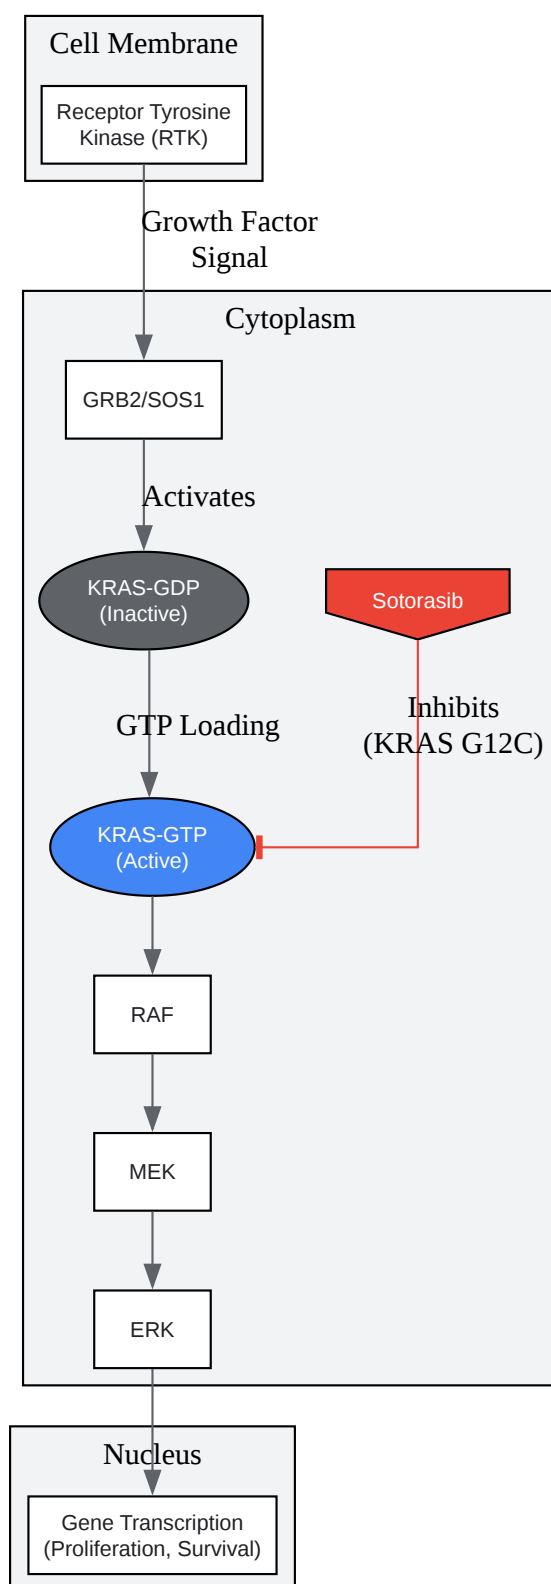 Cell Membrane
Receptor Tyrosine
Kinase (RTK)
Growth Factor
Signal
Cytoplasm
GRB2/SOS1
Activates
KRAS-GDP
(Inactive)
Sotorasib
Inhibits
(KRAS G12C)
GTP Loading
KRAS-GTP
(Active)
RAF
MEK
ERK
Nucleus
Gene Transcription
(Proliferation, Survival)